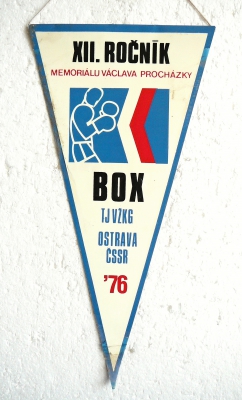 XII. ROČNÍK
MEMORIÁLU VÁCLAVA PROCHÁZKY
BOX
TJ VŽKG
OSTRAVA
ČSSR
'76